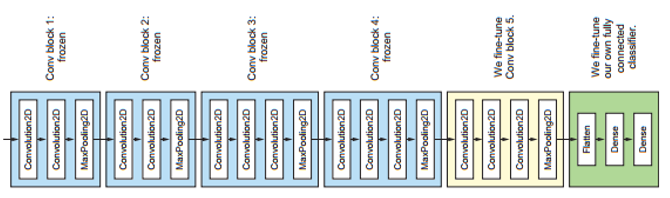 Conv block 1:
frozen
Conv block 2:
frozen
Conv block 3:
frozen
Conv block 4:
frozen
We fine-tune
Conv block 5.
We fine-tune
our own fully
connected
classifier.
Convolution2D
Convolution2D
MaxPooling2D
Convolution2D
Convolution2D
MaxPooling2D
Convolution2D
Convolution2D
Convolution2D
MaxPooling2D
Convolution2D
Convolution2D
Convolution2D
MaxPooling2D
Convolution2D
Convolution2D
Convolution2D
MaxPooling2D
Flatten
Dense
Dense